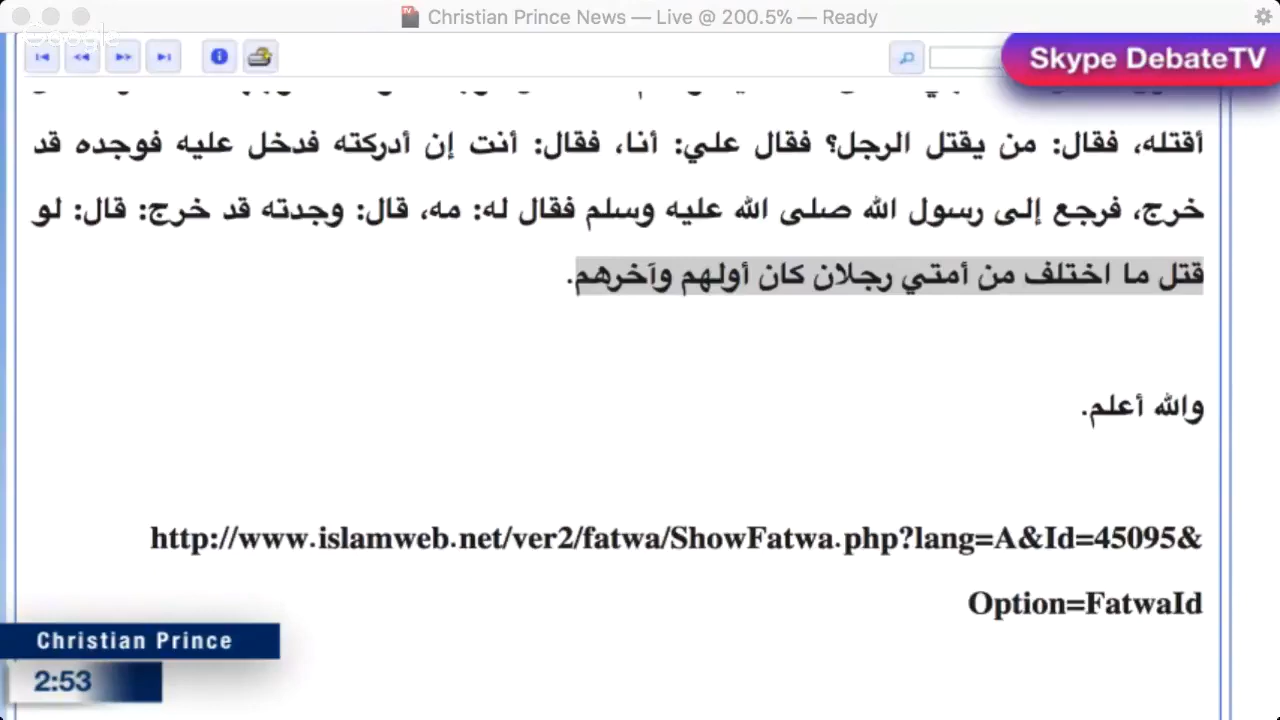 Christian Prince News — Live @ 200.5% — Ready
Google
Skype DebateTV
أقتله، فقال: من يقتل الرجل؟ فقال علي: أنا، فقال: أنت إن أدركته فدخل عليه فوجده قد
خرج، فرجع إلى رسول الله صلى الله عليه وسلم فقال له: مه، قال: وجدته قد خرج: قال: لو
قتل ما اختلف من أمتي رجلان كان أولهم وآخرهم.
والله أعلم.
http://www.islamweb.net/ver2/fatwa/ShowFatwa.php?lang=A&Id=45095&
Option=FatwaId
Christian Prince
2:53